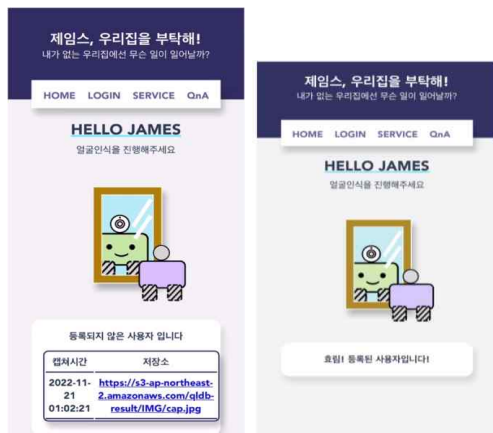 제임스, 우리집을 부탁해!
내가 없는 우리집에선 무슨 일이 일어날까?
HOME LOGIN SERVICE QnA
HELLO JAMES
얼굴인식을 진행해주세요
등록되지 않은 사용자 입니다
캡쳐시간 저장소
2022-11-21 01:02:21 https://s3-ap-northeast-2.amazonaws.com/qldb-result/IMG/cap.jpg
제임스, 우리집을 부탁해!
내가 없는 우리집에선 무슨 일이 일어날까?
HOME LOGIN SERVICE QnA
HELLO JAMES
얼굴인식을 진행해주세요
효림! 등록된 사용자입니다!